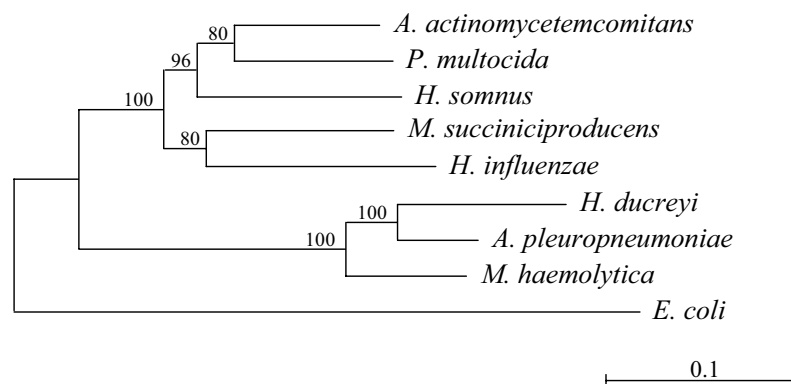 80 A. actinomycetemcomitans
96 P. multocida
100 H. somnus
80 M. succiniciproducens
H. influenzae
100 H. ducreyi
100 A. pleuropneumoniae
M. haemolytica
E. coli
0.1